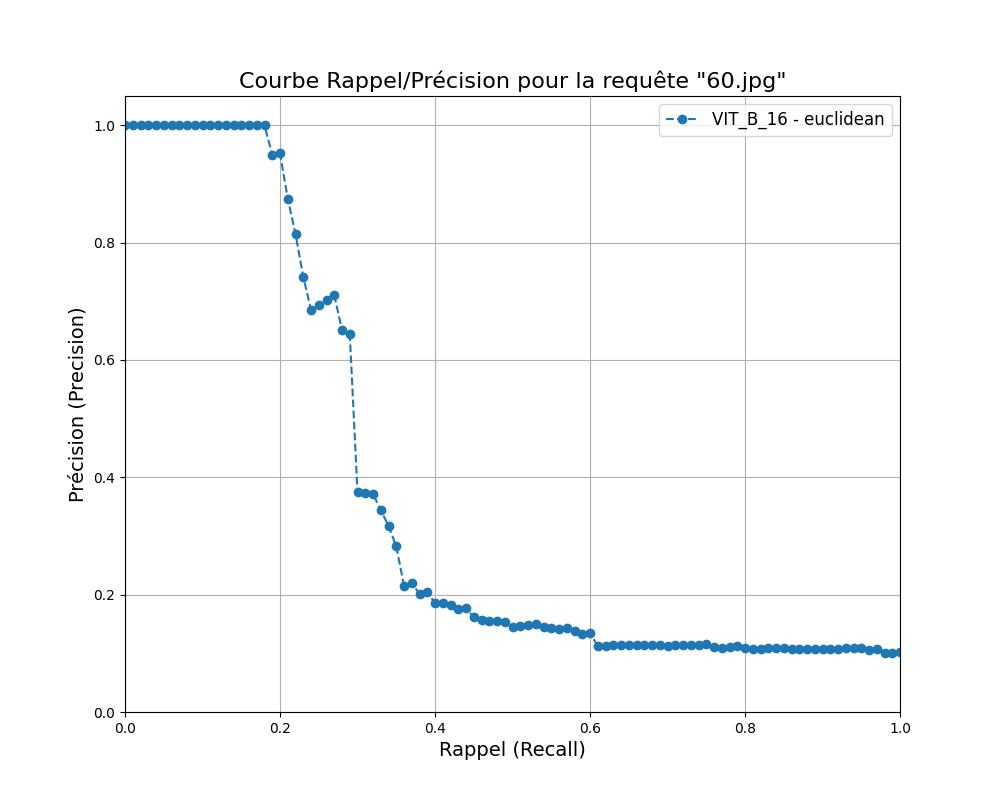 Courbe Rappel/Précision pour la requête "60.jpg"
VIT_B_16 - euclidean
1.0
0.8
0.6
0.4
0.2
0.0
Précision (Precision)
0.0 0.2 0.4 0.6 0.8 1.0
Rappel (Recall)